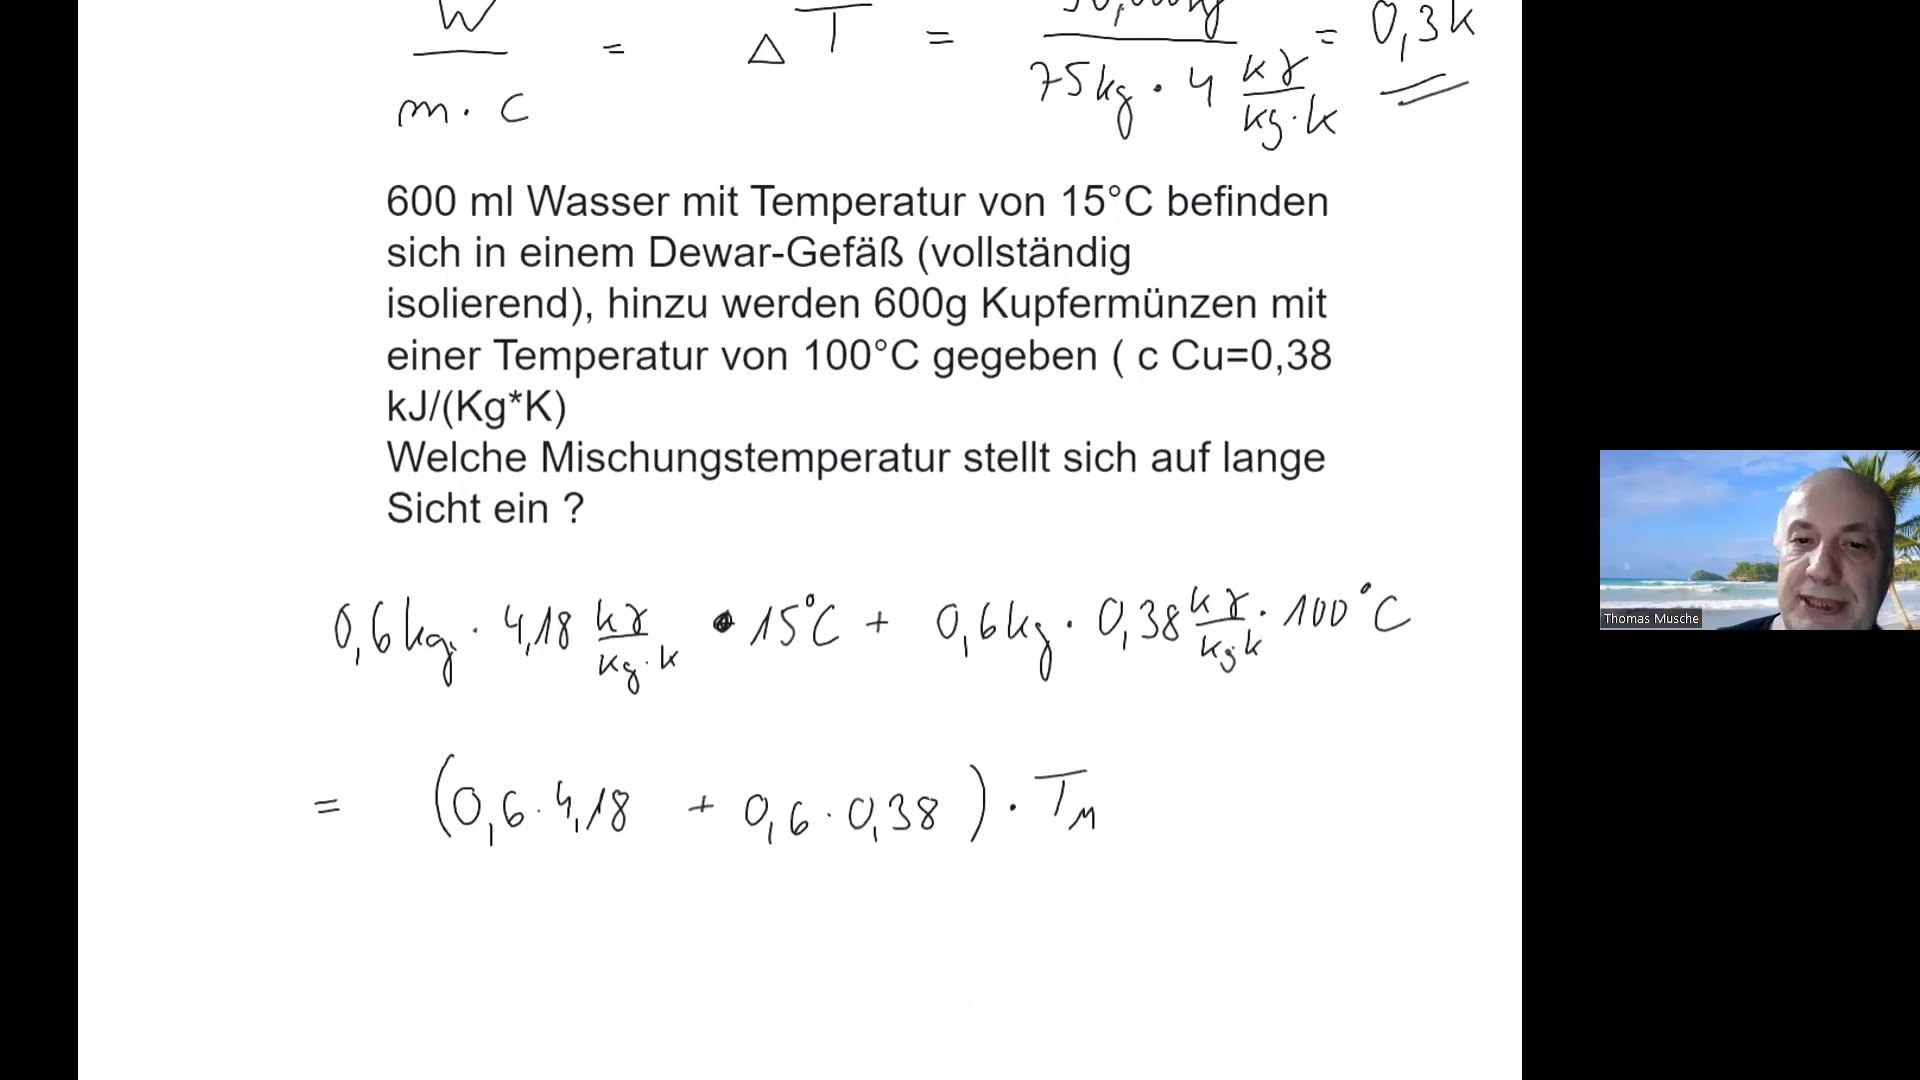 W
── = Δ T = ──── = 0,3 K
m · c 75 kg · 4 kJ/kg·K
600 ml Wasser mit Temperatur von 15°C befinden
sich in einem Dewar-Gefäß (vollständig
isolierend), hinzu werden 600g Kupfermünzen mit
einer Temperatur von 100°C gegeben ( c Cu=0,38
kJ/(Kg*K)
Welche Mischungstemperatur stellt sich auf lange
Sicht ein ?
0,6 kg · 4,18 kJ/kg·K · 15°C + 0,6 kg · 0,38 kJ/kg K · 100°C
= (0,6 · 4,18 + 0,6 · 0,38) · T_M
Thomas Musche